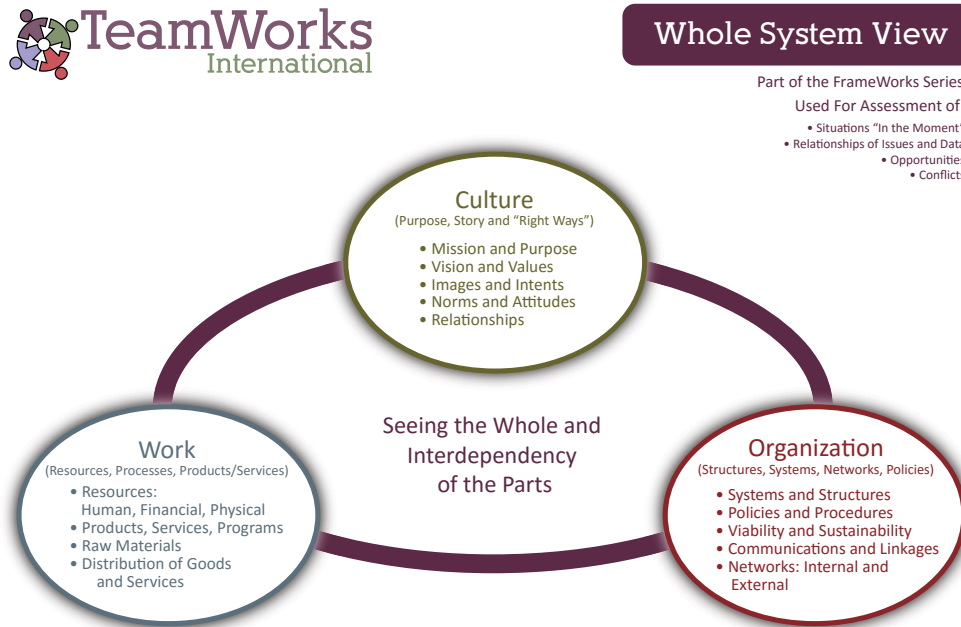 TeamWorks
International
Whole System View
Part of the FrameWorks Series
Used For Assessment of
• Situations “In the Moment”
• Relationships of Issues and Data
• Opportunities
• Conflicts
Culture
(Purpose, Story and “Right Ways”)
• Mission and Purpose
• Vision and Values
• Images and Intents
• Norms and Attitudes
• Relationships
Seeing the Whole and
Interdependency
of the Parts
Work
(Resources, Processes, Products/Services)
• Resources:
Human, Financial, Physical
• Products, Services, Programs
• Raw Materials
• Distribution of Goods
and Services
Organization
(Structures, Systems, Networks, Policies)
• Systems and Structures
• Policies and Procedures
• Viability and Sustainability
• Communications and Linkages
• Networks: Internal and
External